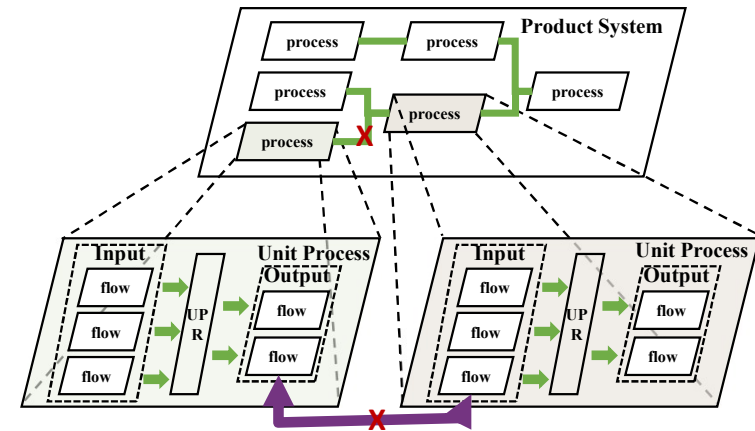 Product System
process
process
process
process
process
process
X
Input
Unit Process
Output
flow
flow
flow
UP
R
flow
flow
Input
Unit Process
Output
flow
flow
flow
UP
R
flow
flow
X